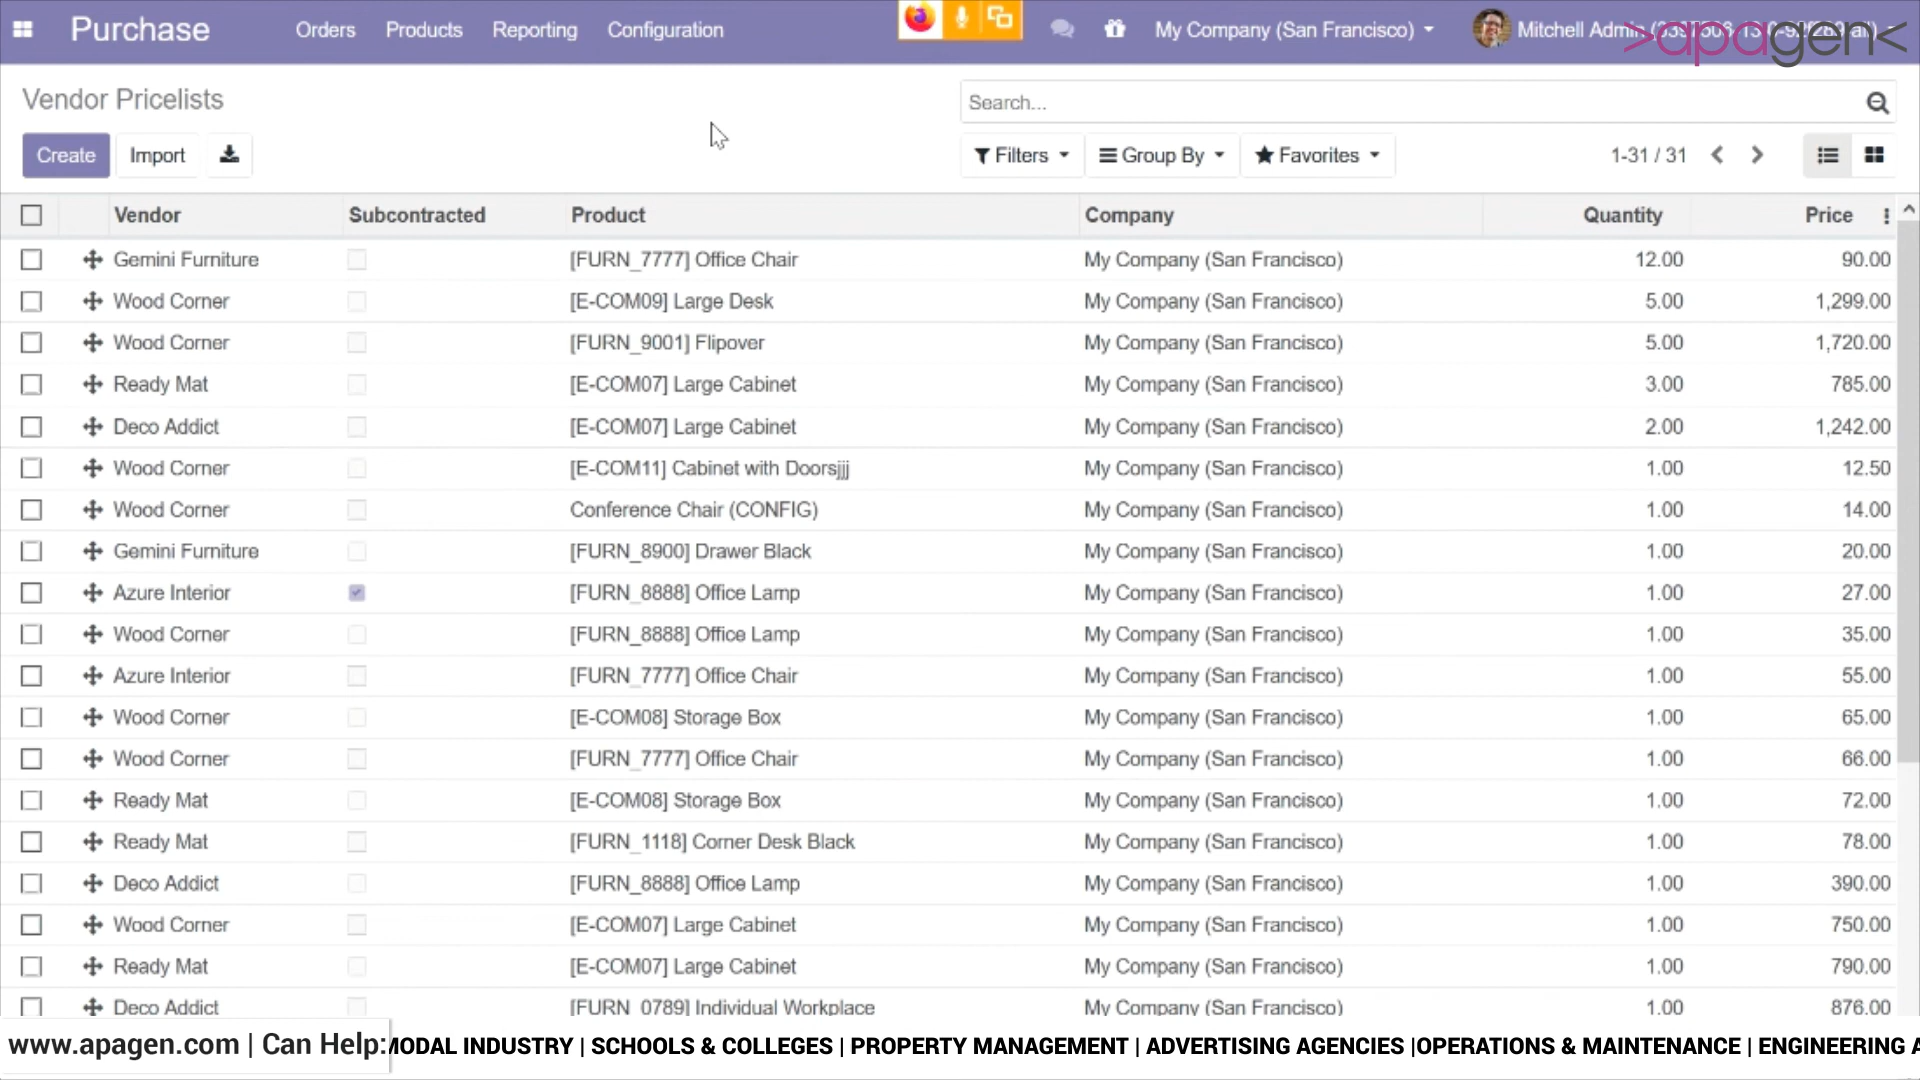 Purchase Orders Products Reporting Configuration My Company (San Francisco) Mitchell Admin
>apagen<
Vendor Pricelists
Search...
Create Import Filters Group By Favorites 1-31 / 31
Vendor Subcontracted Product Company Quantity Price
Gemini Furniture [FURN_7777] Office Chair My Company (San Francisco) 12.00 90.00
Wood Corner [E-COM09] Large Desk My Company (San Francisco) 5.00 1,299.00
Wood Corner [FURN_9001] Flipover My Company (San Francisco) 5.00 1,720.00
Ready Mat [E-COM07] Large Cabinet My Company (San Francisco) 3.00 785.00
Deco Addict [E-COM07] Large Cabinet My Company (San Francisco) 2.00 1,242.00
Wood Corner [E-COM11] Cabinet with Doorsjjj My Company (San Francisco) 1.00 12.50
Wood Corner Conference Chair (CONFIG) My Company (San Francisco) 1.00 14.00
Gemini Furniture [FURN_8900] Drawer Black My Company (San Francisco) 1.00 20.00
Azure Interior [FURN_8888] Office Lamp My Company (San Francisco) 1.00 27.00
Wood Corner [FURN_8888] Office Lamp My Company (San Francisco) 1.00 35.00
Azure Interior [FURN_7777] Office Chair My Company (San Francisco) 1.00 55.00
Wood Corner [E-COM08] Storage Box My Company (San Francisco) 1.00 65.00
Wood Corner [FURN_7777] Office Chair My Company (San Francisco) 1.00 66.00
Ready Mat [E-COM08] Storage Box My Company (San Francisco) 1.00 72.00
Ready Mat [FURN_1118] Corner Desk Black My Company (San Francisco) 1.00 78.00
Deco Addict [FURN_8888] Office Lamp My Company (San Francisco) 1.00 390.00
Wood Corner [E-COM07] Large Cabinet My Company (San Francisco) 1.00 750.00
Ready Mat [E-COM07] Large Cabinet My Company (San Francisco) 1.00 790.00
Deco Addict [FURN_0789] Individual Workplace My Company (San Francisco) 1.00 876.00
www.apagen.com | Can Help: MODAL INDUSTRY | SCHOOLS & COLLEGES | PROPERTY MANAGEMENT | ADVERTISING AGENCIES |OPERATIONS & MAINTENANCE | ENGINEERING A